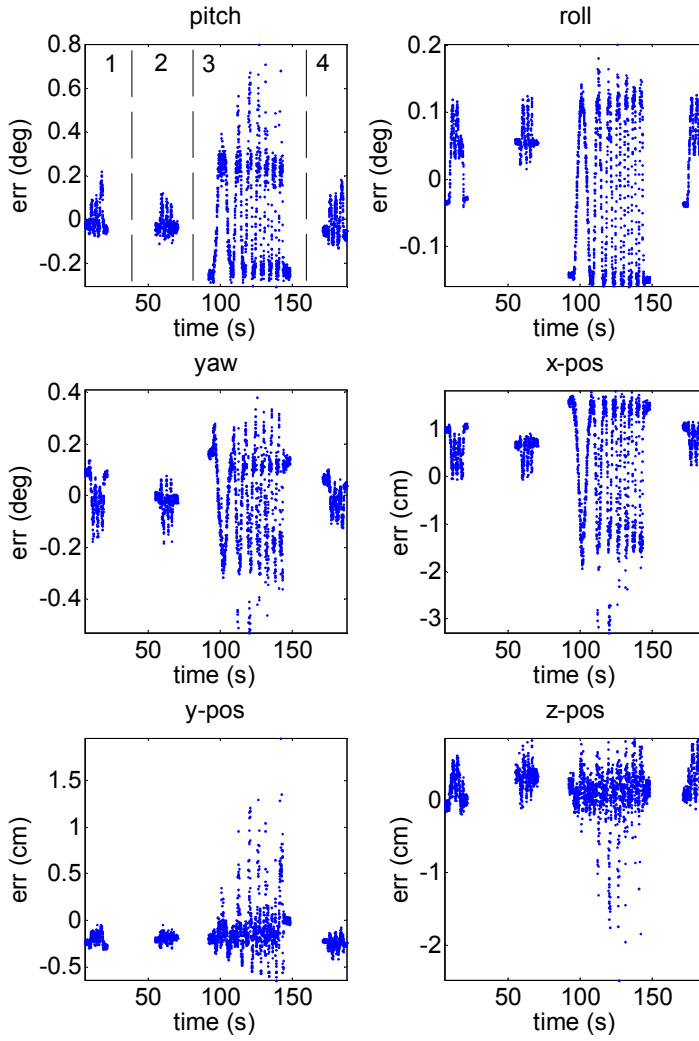 pitch
roll
0.8
0.6
0.4
0.2
0
-0.2
1
2
3
4
err (deg)
50
100
150
time (s)
0.2
0.1
0
-0.1
err (deg)
50
100
150
time (s)
yaw
x-pos
0.4
0.2
0
-0.2
-0.4
err (deg)
50
100
150
time (s)
1
0
-1
-2
-3
err (cm)
50
100
150
time (s)
y-pos
z-pos
1.5
1
0.5
0
-0.5
err (cm)
50
100
150
time (s)
0
-1
-2
err (cm)
50
100
150
time (s)